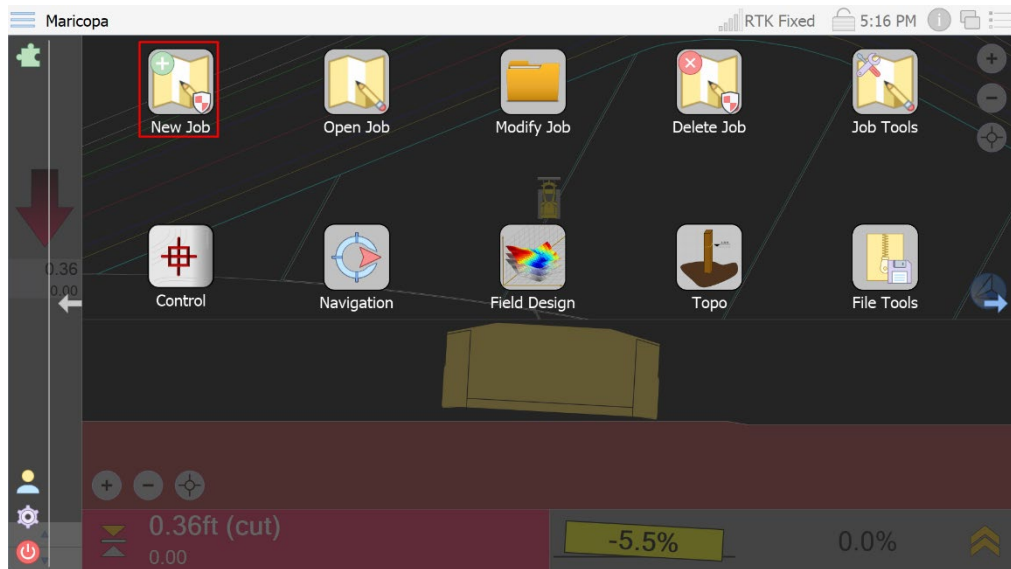 Maricopa
RTK Fixed
5:16 PM
New Job
Open Job
Modify Job
Delete Job
Job Tools
0.36
0.00
Control
Navigation
Field Design
Topo
File Tools
0.36ft (cut)
0.00
-5.5%
0.0%